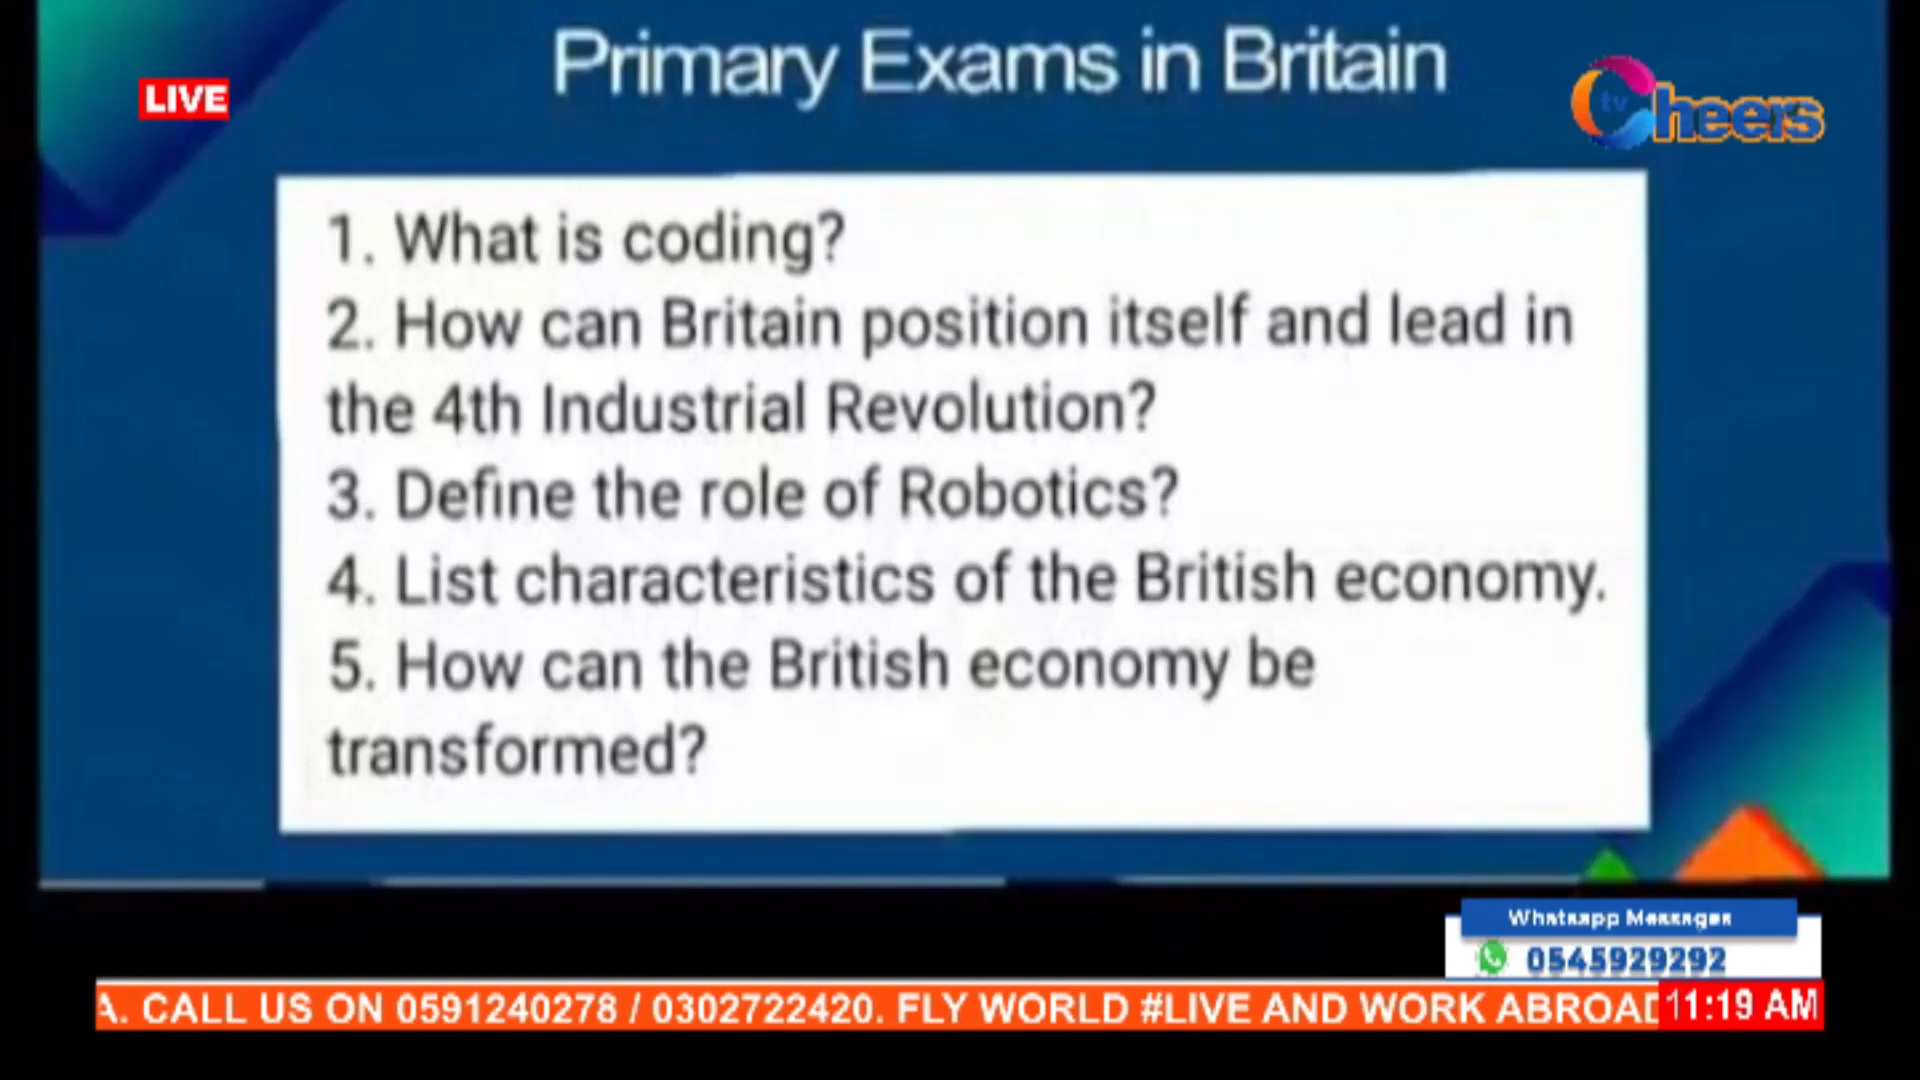 Primary Exams in Britain
LIVE
tv Cheers
1. What is coding?
2. How can Britain position itself and lead in
the 4th Industrial Revolution?
3. Define the role of Robotics?
4. List characteristics of the British economy.
5. How can the British economy be
transformed?
Whatsapp Messages
0545929292
A. CALL US ON 0591240278 / 0302722420. FLY WORLD #LIVE AND WORK ABROAD
11:19 AM